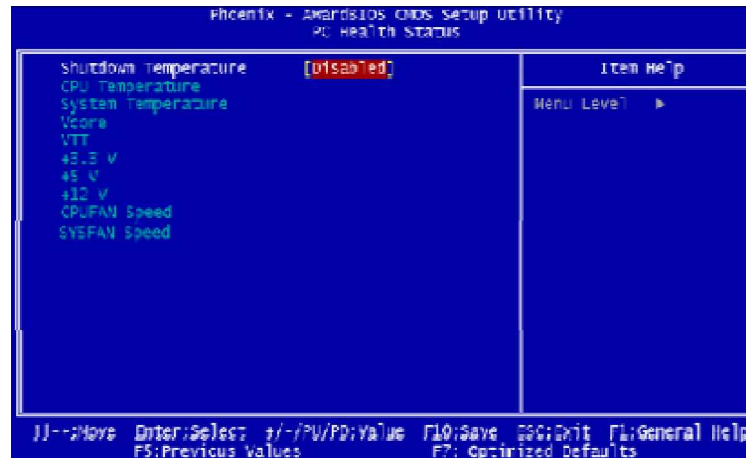 Phoenix - AwardBIOS CMOS Setup Utility
PC Health Status
Shutdown Temperature [Disabled]
Item Help
CPU Temperature
System Temperature
Menu Level ▶
Vcore
VTT
+3.3 V
+5 V
+12 V
CPUFAN Speed
SYSFAN Speed
:Move Enter:Select +/-/PU/PD:Value F10:Save ESC:Exit F1:General Help
F5:Previous Values F7: Optimized Defaults